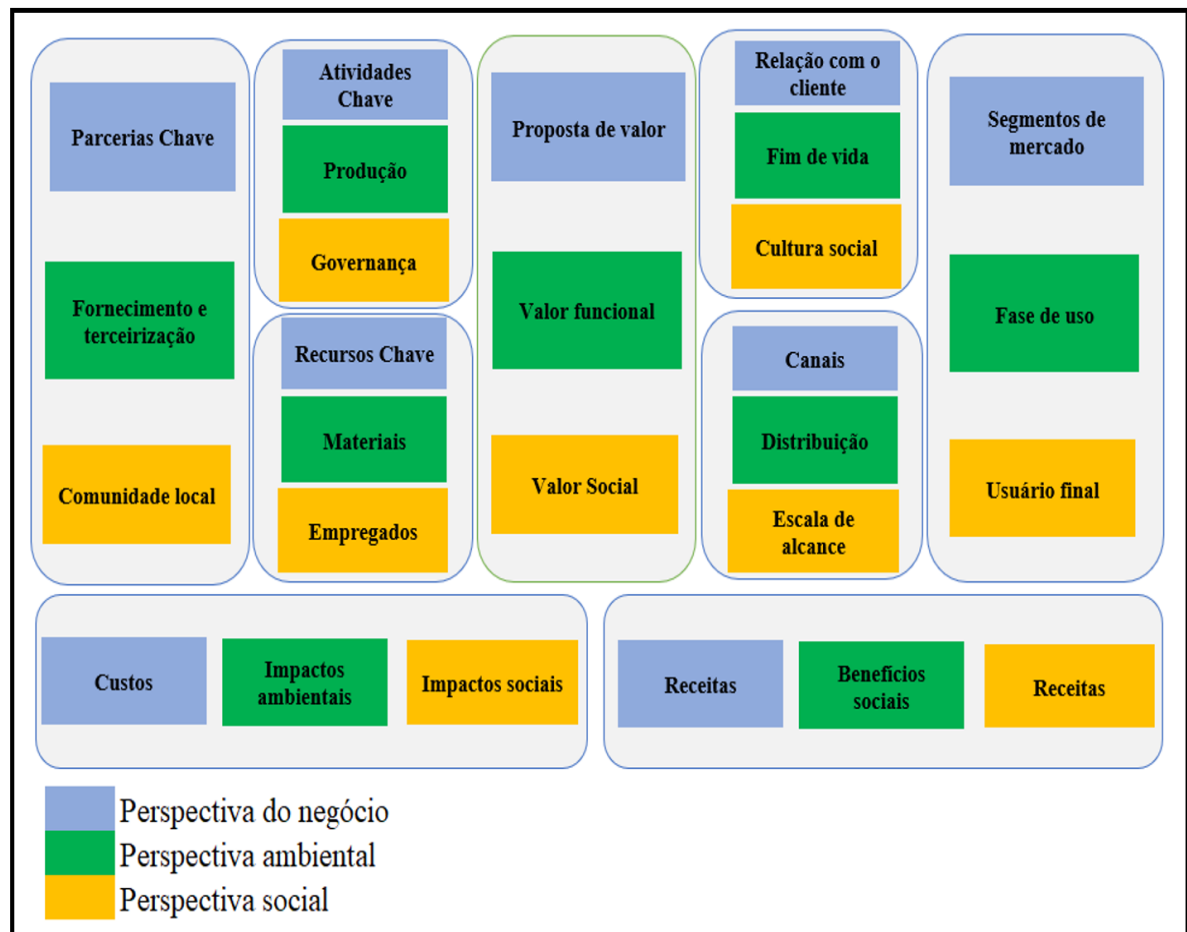 Parcerias Chave
Fornecimento e
terceirização
Comunidade local
Atividades
Chave
Produção
Governança
Recursos Chave
Materiais
Empregados
Proposta de valor
Valor funcional
Valor Social
Relação com o
cliente
Fim de vida
Cultura social
Canais
Distribuição
Escala de
alcance
Segmentos de
mercado
Fase de uso
Usuário final
Custos
Impactos
ambientais
Impactos sociais
Receitas
Benefícios
sociais
Receitas
Perspectiva do negócio
Perspectiva ambiental
Perspectiva social